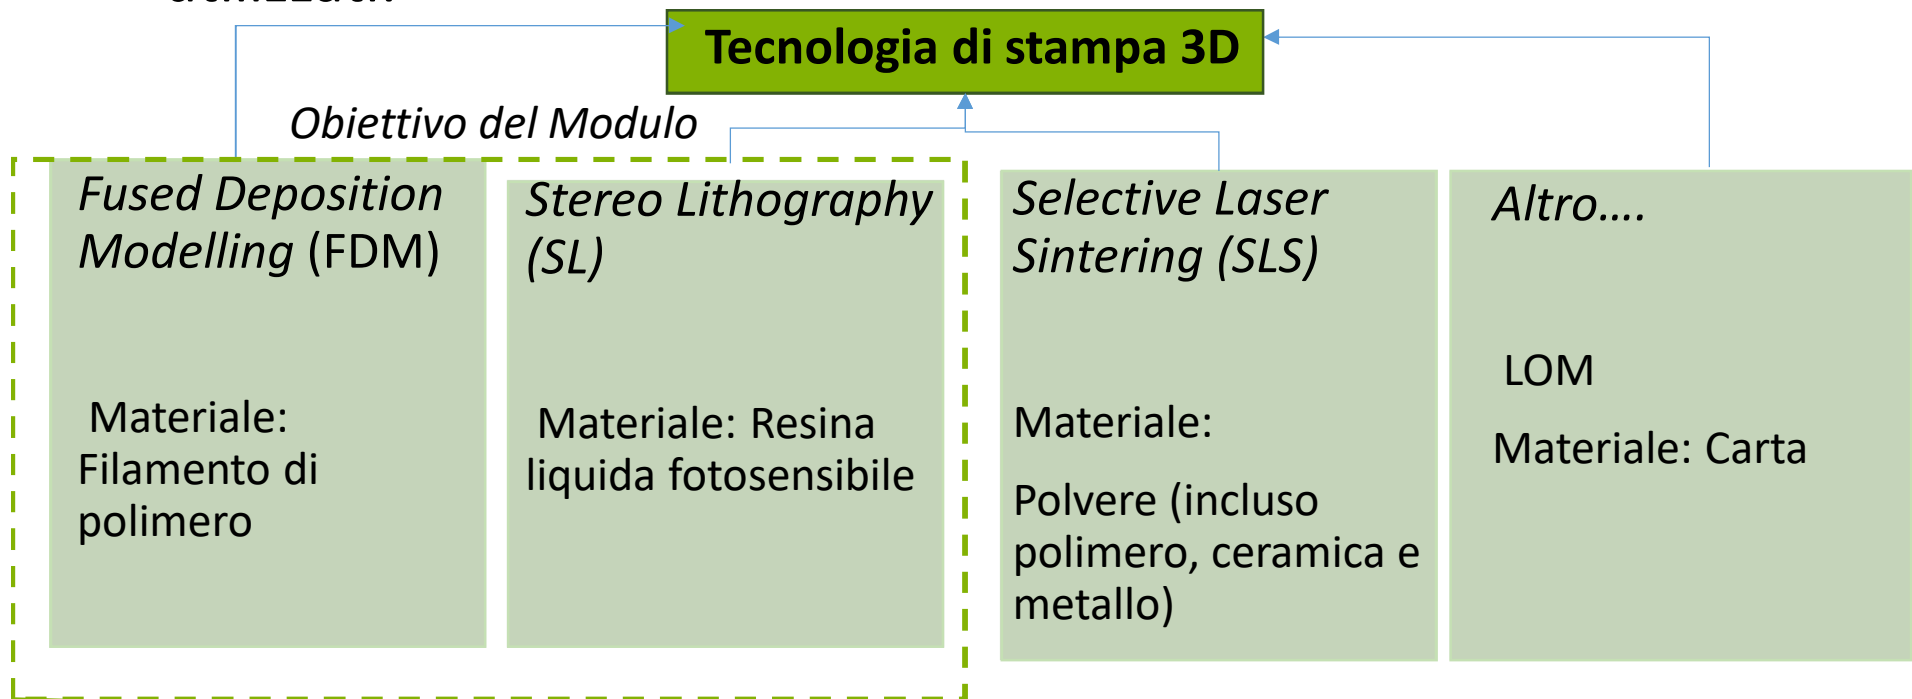 Tecnologia di stampa 3D
Obiettivo del Modulo
Fused Deposition
Modelling (FDM)
Materiale:
Filamento di
polimero
Stereo Lithography
(SL)
Materiale: Resina
liquida fotosensibile
Selective Laser
Sintering (SLS)
Materiale:
Polvere (incluso
polimero, ceramica e
metallo)
Altro....
LOM
Materiale: Carta